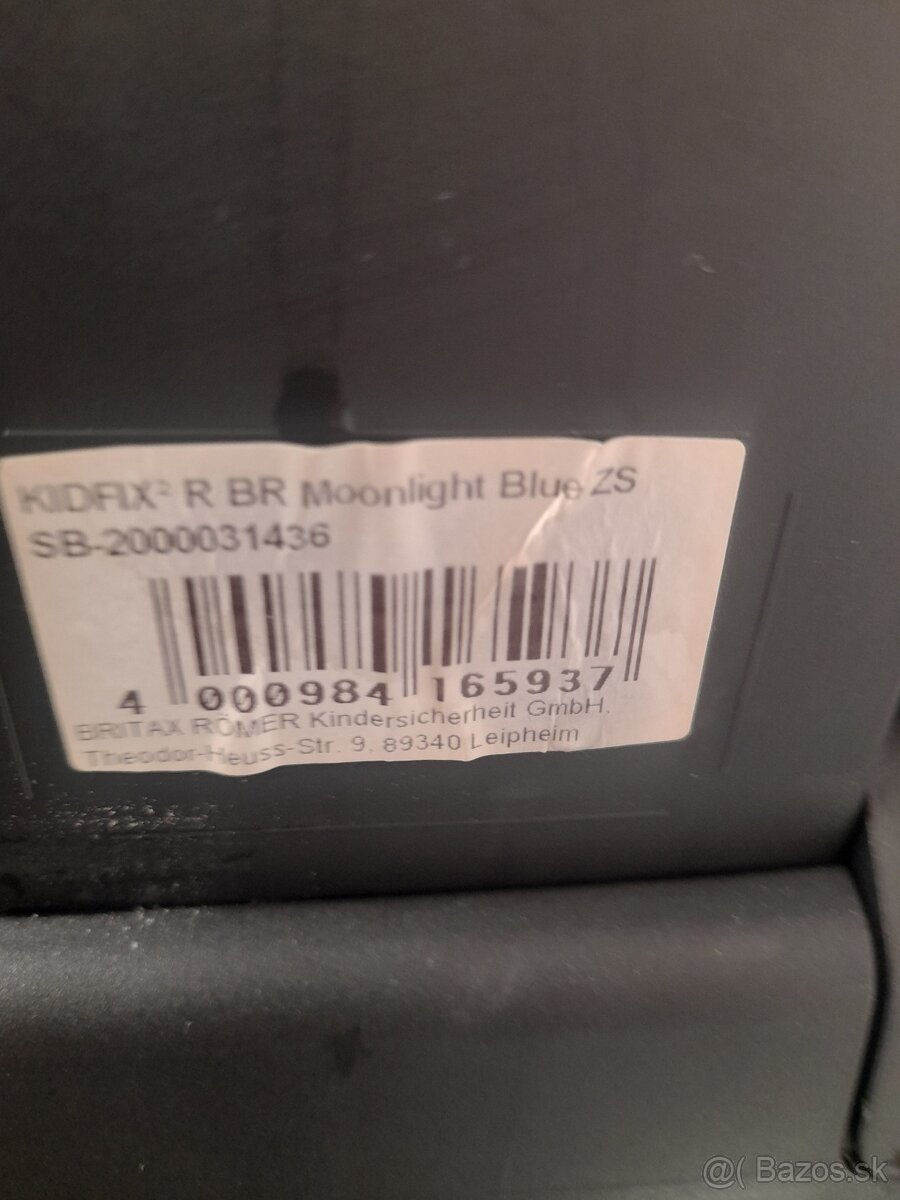 KIDFIX² R BR Moonlight Blue ZS
SB-2000031436
4 000984 165937
BRITAX RÖMER Kindersicherheit GmbH,
Theodor-Heuss-Str. 9, 89340 Leipheim
@( Bazos.sk